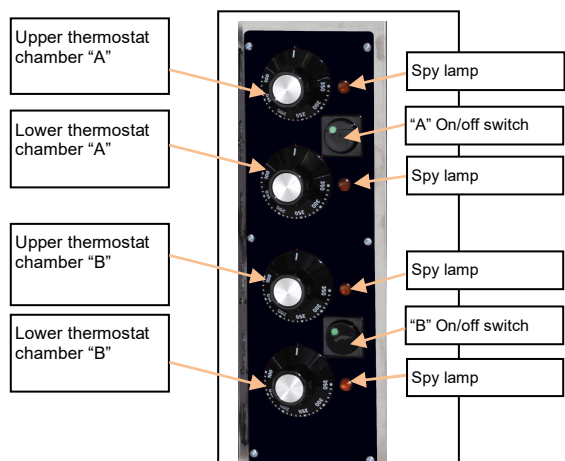 Upper thermostat
chamber “A”
Spy lamp
“A” On/off switch
Lower thermostat
chamber “A”
Spy lamp
Upper thermostat
chamber “B”
Spy lamp
“B” On/off switch
Lower thermostat
chamber “B”
Spy lamp